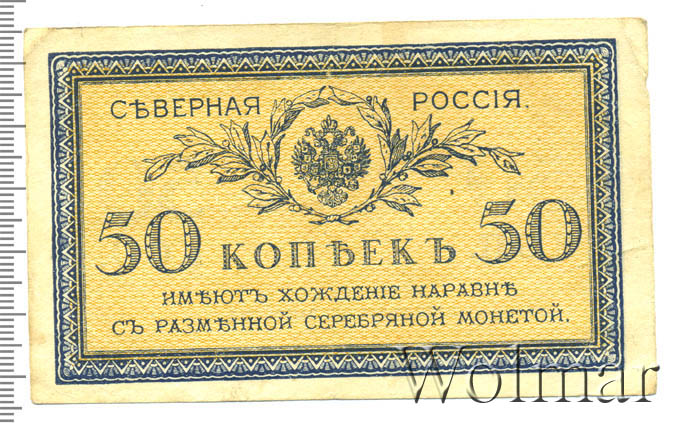 СѢВЕРНАЯ РОССІЯ.
50 КОПѢЕКЪ 50
ИМѢЮТЪ ХОЖДЕНІЕ НАРАВНѢ
СЪ РАЗМѢННОЙ СЕРЕБРЯНОЙ МОНЕТОЙ.
Wolmar